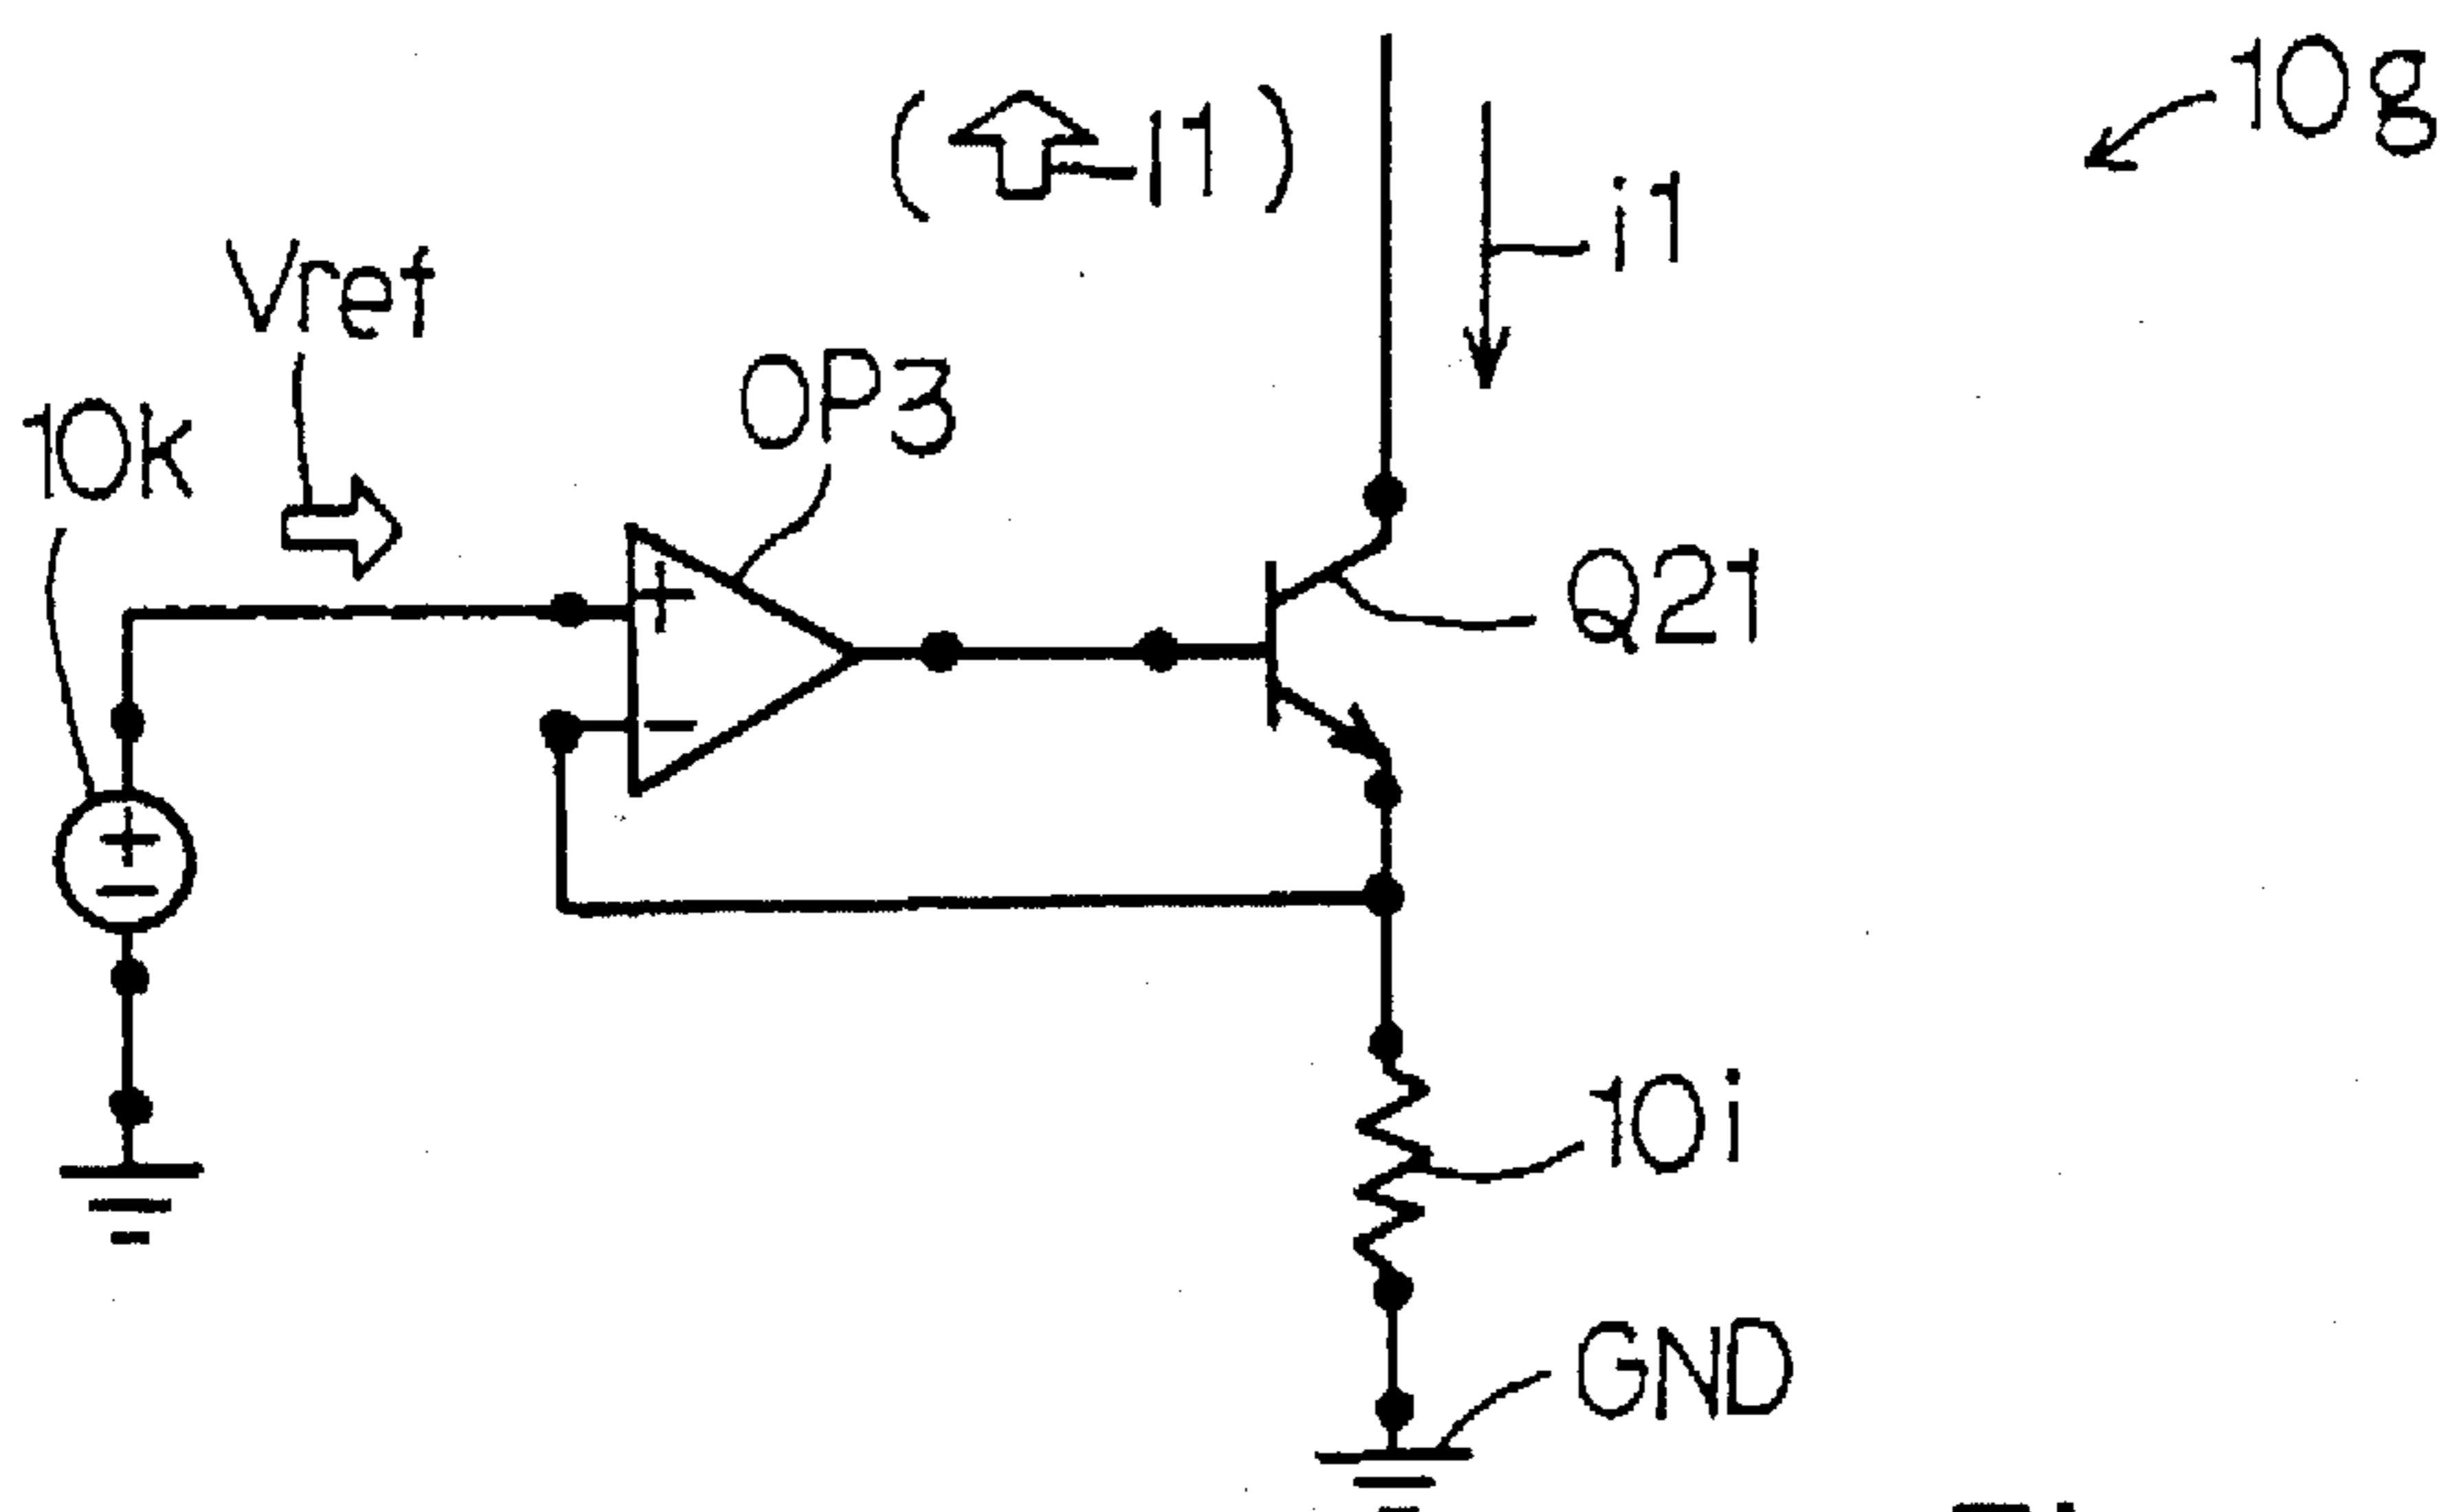 10g
(I1)
i1
Vref
OP3
10k
+
−
Q21
+
−
10i
GND